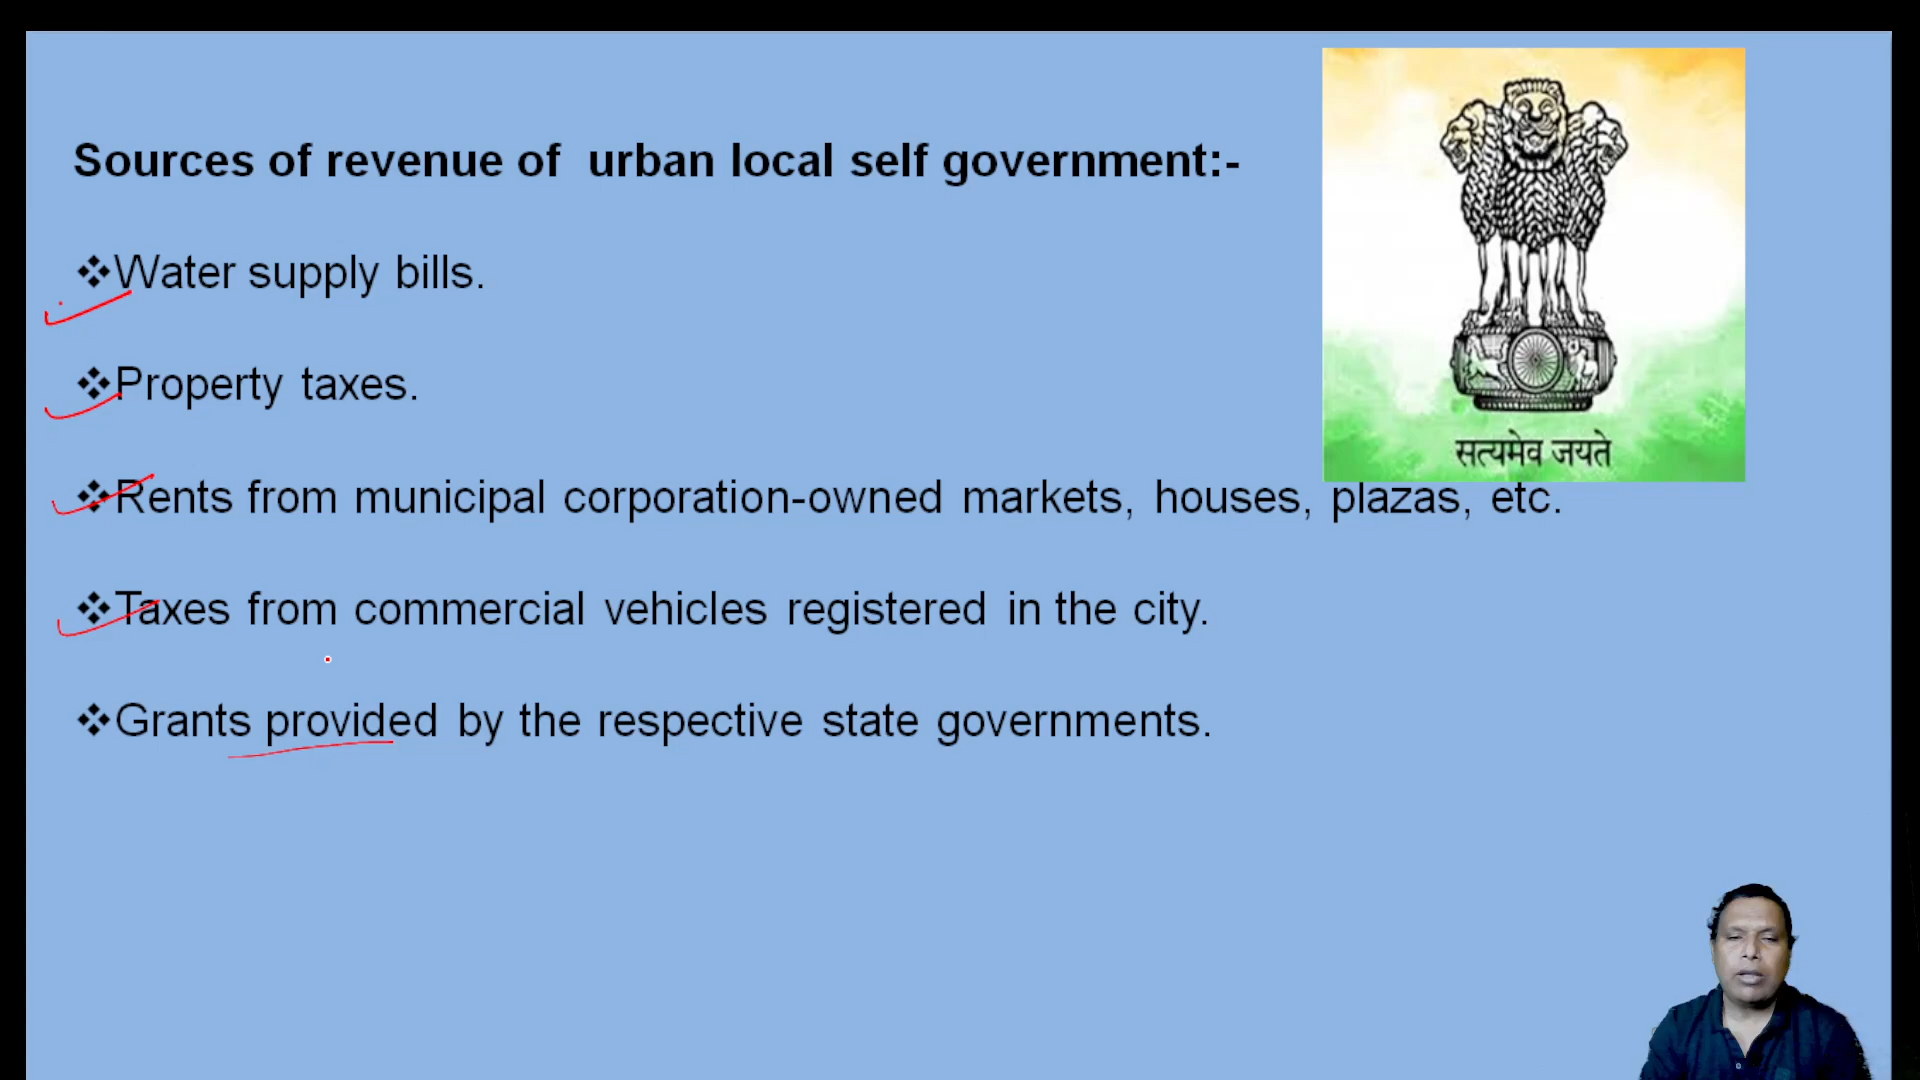 Sources of revenue of urban local self government:-
Water supply bills.
Property taxes.
सत्यमेव जयते
Rents from municipal corporation-owned markets, houses, plazas, etc.
Taxes from commercial vehicles registered in the city.
Grants provided by the respective state governments.